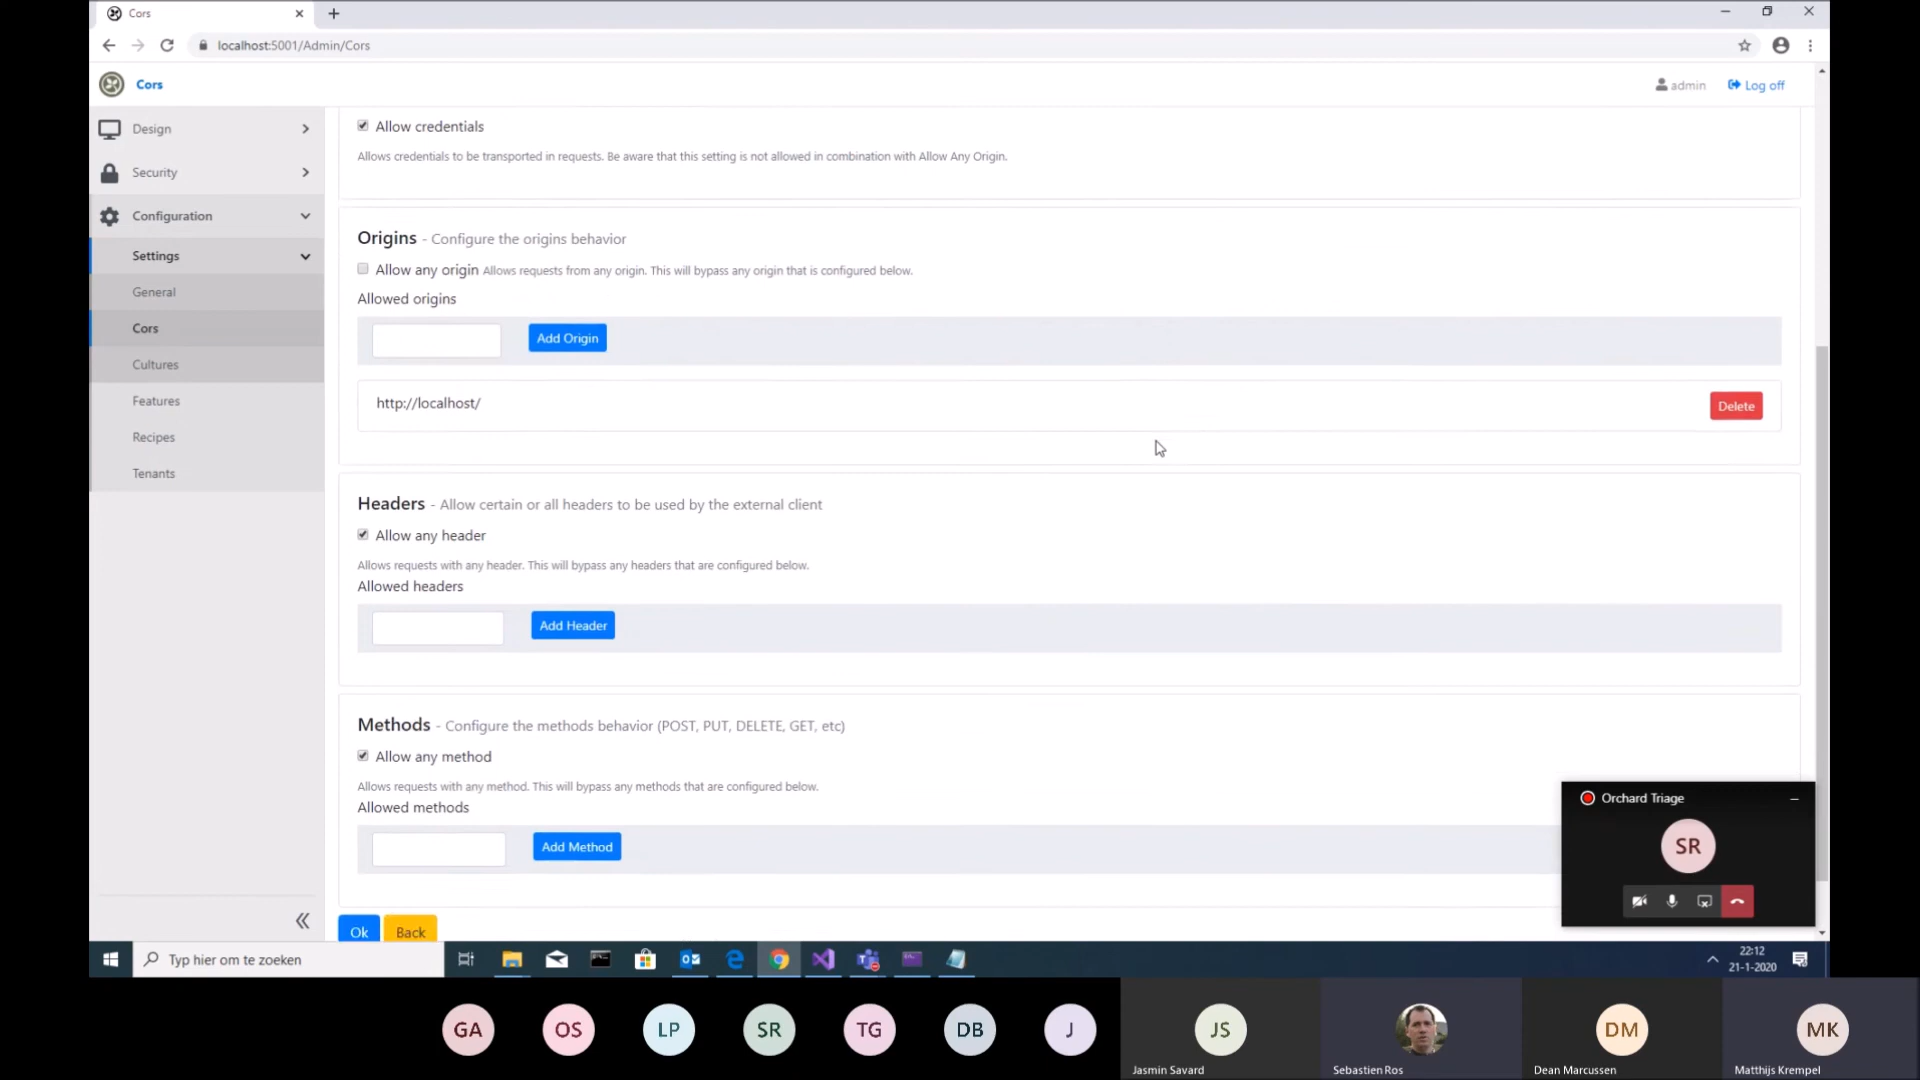 Cors
localhost:5001/Admin/Cors
Cors
admin
Log off
Design
Security
Configuration
Settings
General
Cors
Cultures
Features
Recipes
Tenants
Allow credentials
Allows credentials to be transported in requests. Be aware that this setting is not allowed in combination with Allow Any Origin.
Origins - Configure the origins behavior
Allow any origin Allows requests from any origin. This will bypass any origin that is configured below.
Allowed origins
Add Origin
http://localhost/
Delete
Headers - Allow certain or all headers to be used by the external client
Allow any header
Allows requests with any header. This will bypass any headers that are configured below.
Allowed headers
Add Header
Methods - Configure the methods behavior (POST, PUT, DELETE, GET, etc)
Allow any method
Allows requests with any method. This will bypass any methods that are configured below.
Allowed methods
Add Method
Ok
Back
Orchard Triage
SR
Typ hier om te zoeken
22:12
21-1-2020
GA
OS
LP
SR
TG
DB
J
JS
DM
MK
Jasmin Savard
Sebastien Ros
Dean Marcussen
Matthijs Krempel